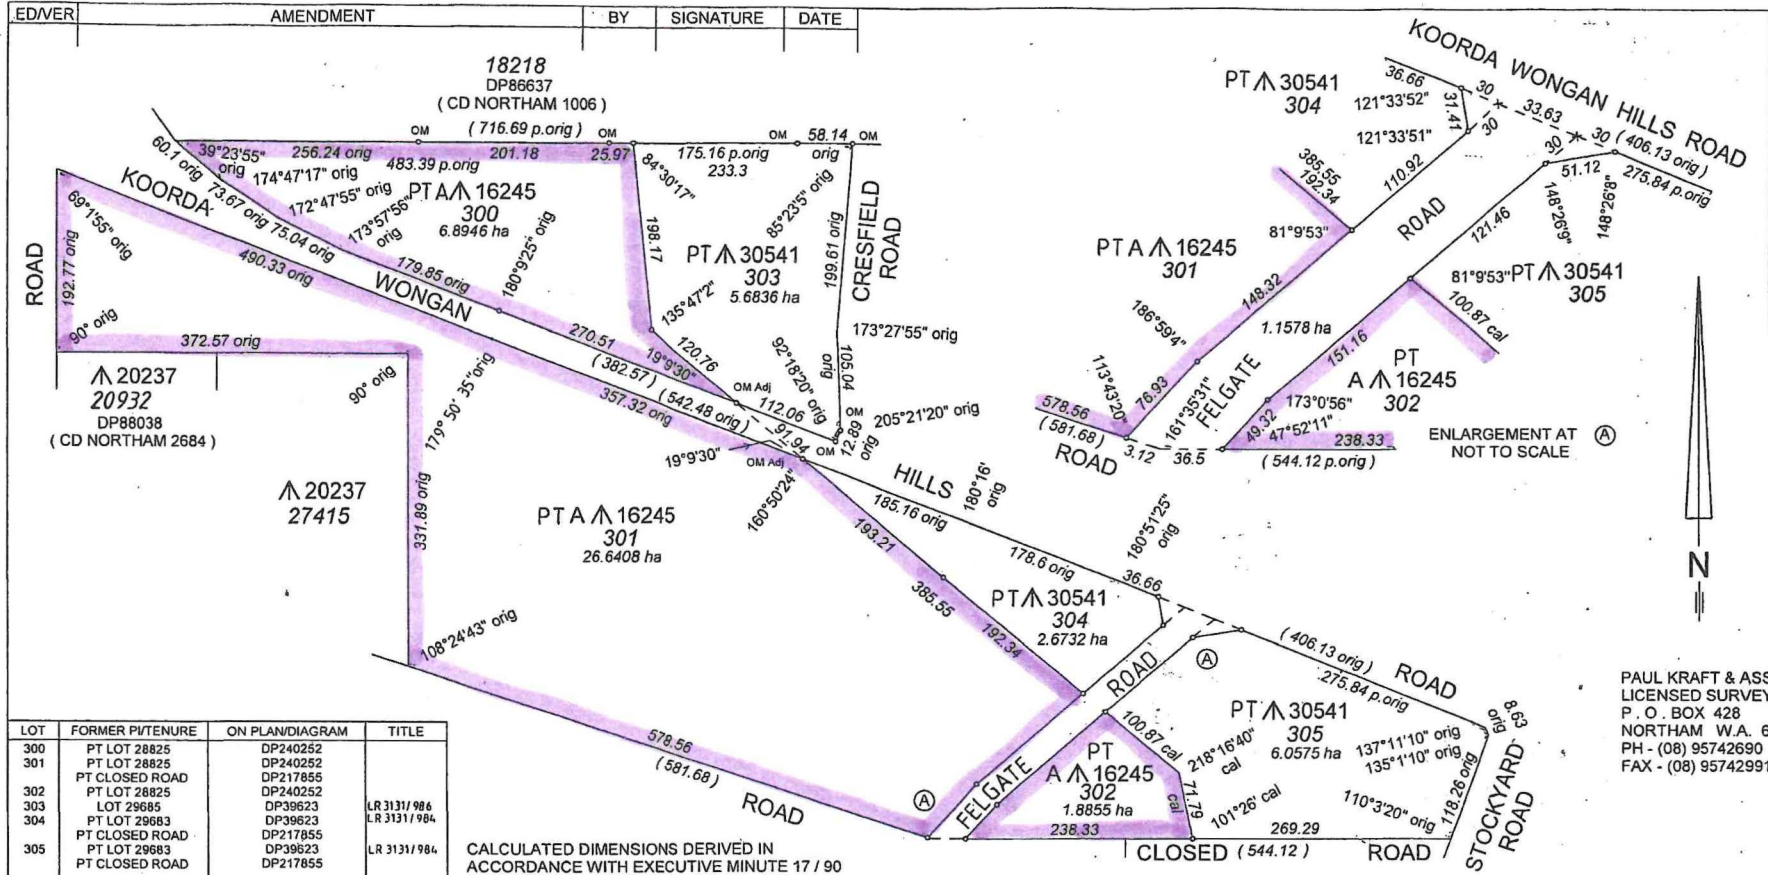 ED/VER AMENDMENT BY SIGNATURE DATE
18218
DP86637
( CD NORTHAM 1006 )
( 716.69 p.orig )
OM
OM
OM
58.14
OM
orig
39°23'55"
orig
256.24 orig
483.39 p.orig
201.18
25.97
175.16 p.orig
233.3
84°30'17"
85°23'5" orig
60.1 orig
174°47'17" orig
73.67 orig
172°47'55" orig
75.04 orig
173°57'56"
orig
PT A 16245
300
6.8946 ha
179.85 orig
180°9'25" orig
198.17
PT 30541
303
5.6836 ha
199.61 orig
CRESFIELD
ROAD
135°47'2"
173°27'55" orig
105.04
orig
92°18'20" orig
120.76
270.51
19°9'30"
( 382.57 )
OM Adj
112.06
OM
OM
205°21'20" orig
12.89
orig
ROAD
192.77 orig
69°1'55" orig
KOORDA
WONGAN
HILLS
ROAD
490.33 orig
90° orig
372.57 orig
20237
20932
DP88038
( CD NORTHAM 2684 )
90° orig
179° 50' 35"orig
357.32 orig
( 542.48 orig )
91.94
19°9'30"
OM Adj
160°50'24"
20237
27415
331.89 orig
108°24'43" orig
PT A 16245
301
26.6408 ha
185.16 orig
180°16'
orig
178.6 orig
180°51'25"
orig
36.66
193.21
385.55
192.34
PT 30541
304
2.6732 ha
578.56
( 581.68 )
ROAD
A
A
FELGATE
ROAD
( 406.13 orig )
275.84 p.orig
8.63
orig
PT 30541
305
6.0575 ha
137°11'10" orig
135°1'10" orig
110°3'20" orig
118.26 orig
STOCKYARD
ROAD
100.87 cal
218°16'40"
cal
71.79
cal
101°26' cal
PT
A 16245
302
1.8855 ha
238.33
269.29
CLOSED ( 544.12 ) ROAD
KOORDA WONGAN HILLS ROAD
PT 30541
304
36.66
121°33'52"
31.41
121°33'51"
30
30
33.63
30
30
( 406.13 orig )
275.84 p.orig
51.12
148°26'9"
148°26'8"
110.92
121.46
385.55
192.34
81°9'53"
ROAD
PT A 16245
301
148.32
186°59'4"
1.1578 ha
81°9'53"
PT 30541
305
100.87 cal
151.16
113°43'20"
76.93
161°35'31"
FELGATE
PT
A 16245
302
173°0'56"
49.32
47°52'11"
238.33
578.56
( 581.68 )
ROAD
3.12
36.5
( 544.12 p.orig )
ENLARGEMENT AT A
NOT TO SCALE
N
PAUL KRAFT & ASS
LICENSED SURVEY
P . O . BOX 428
NORTHAM W.A. 6
PH - (08) 95742690
FAX - (08) 95742991
LOT FORMER PI/TENURE ON PLAN/DIAGRAM TITLE
300 PT LOT 28825 DP240252
301 PT LOT 28825 DP240252
PT CLOSED ROAD DP217855
302 PT LOT 28825 DP240252
303 LOT 29685 DP39623 LR 3131/ 986
304 PT LOT 29683 DP39623 LR 3131/ 984
PT CLOSED ROAD DP217855
305 PT LOT 29683 DP39623 LR 3131/ 984
PT CLOSED ROAD DP217855
CALCULATED DIMENSIONS DERIVED IN
ACCORDANCE WITH EXECUTIVE MINUTE 17 / 90